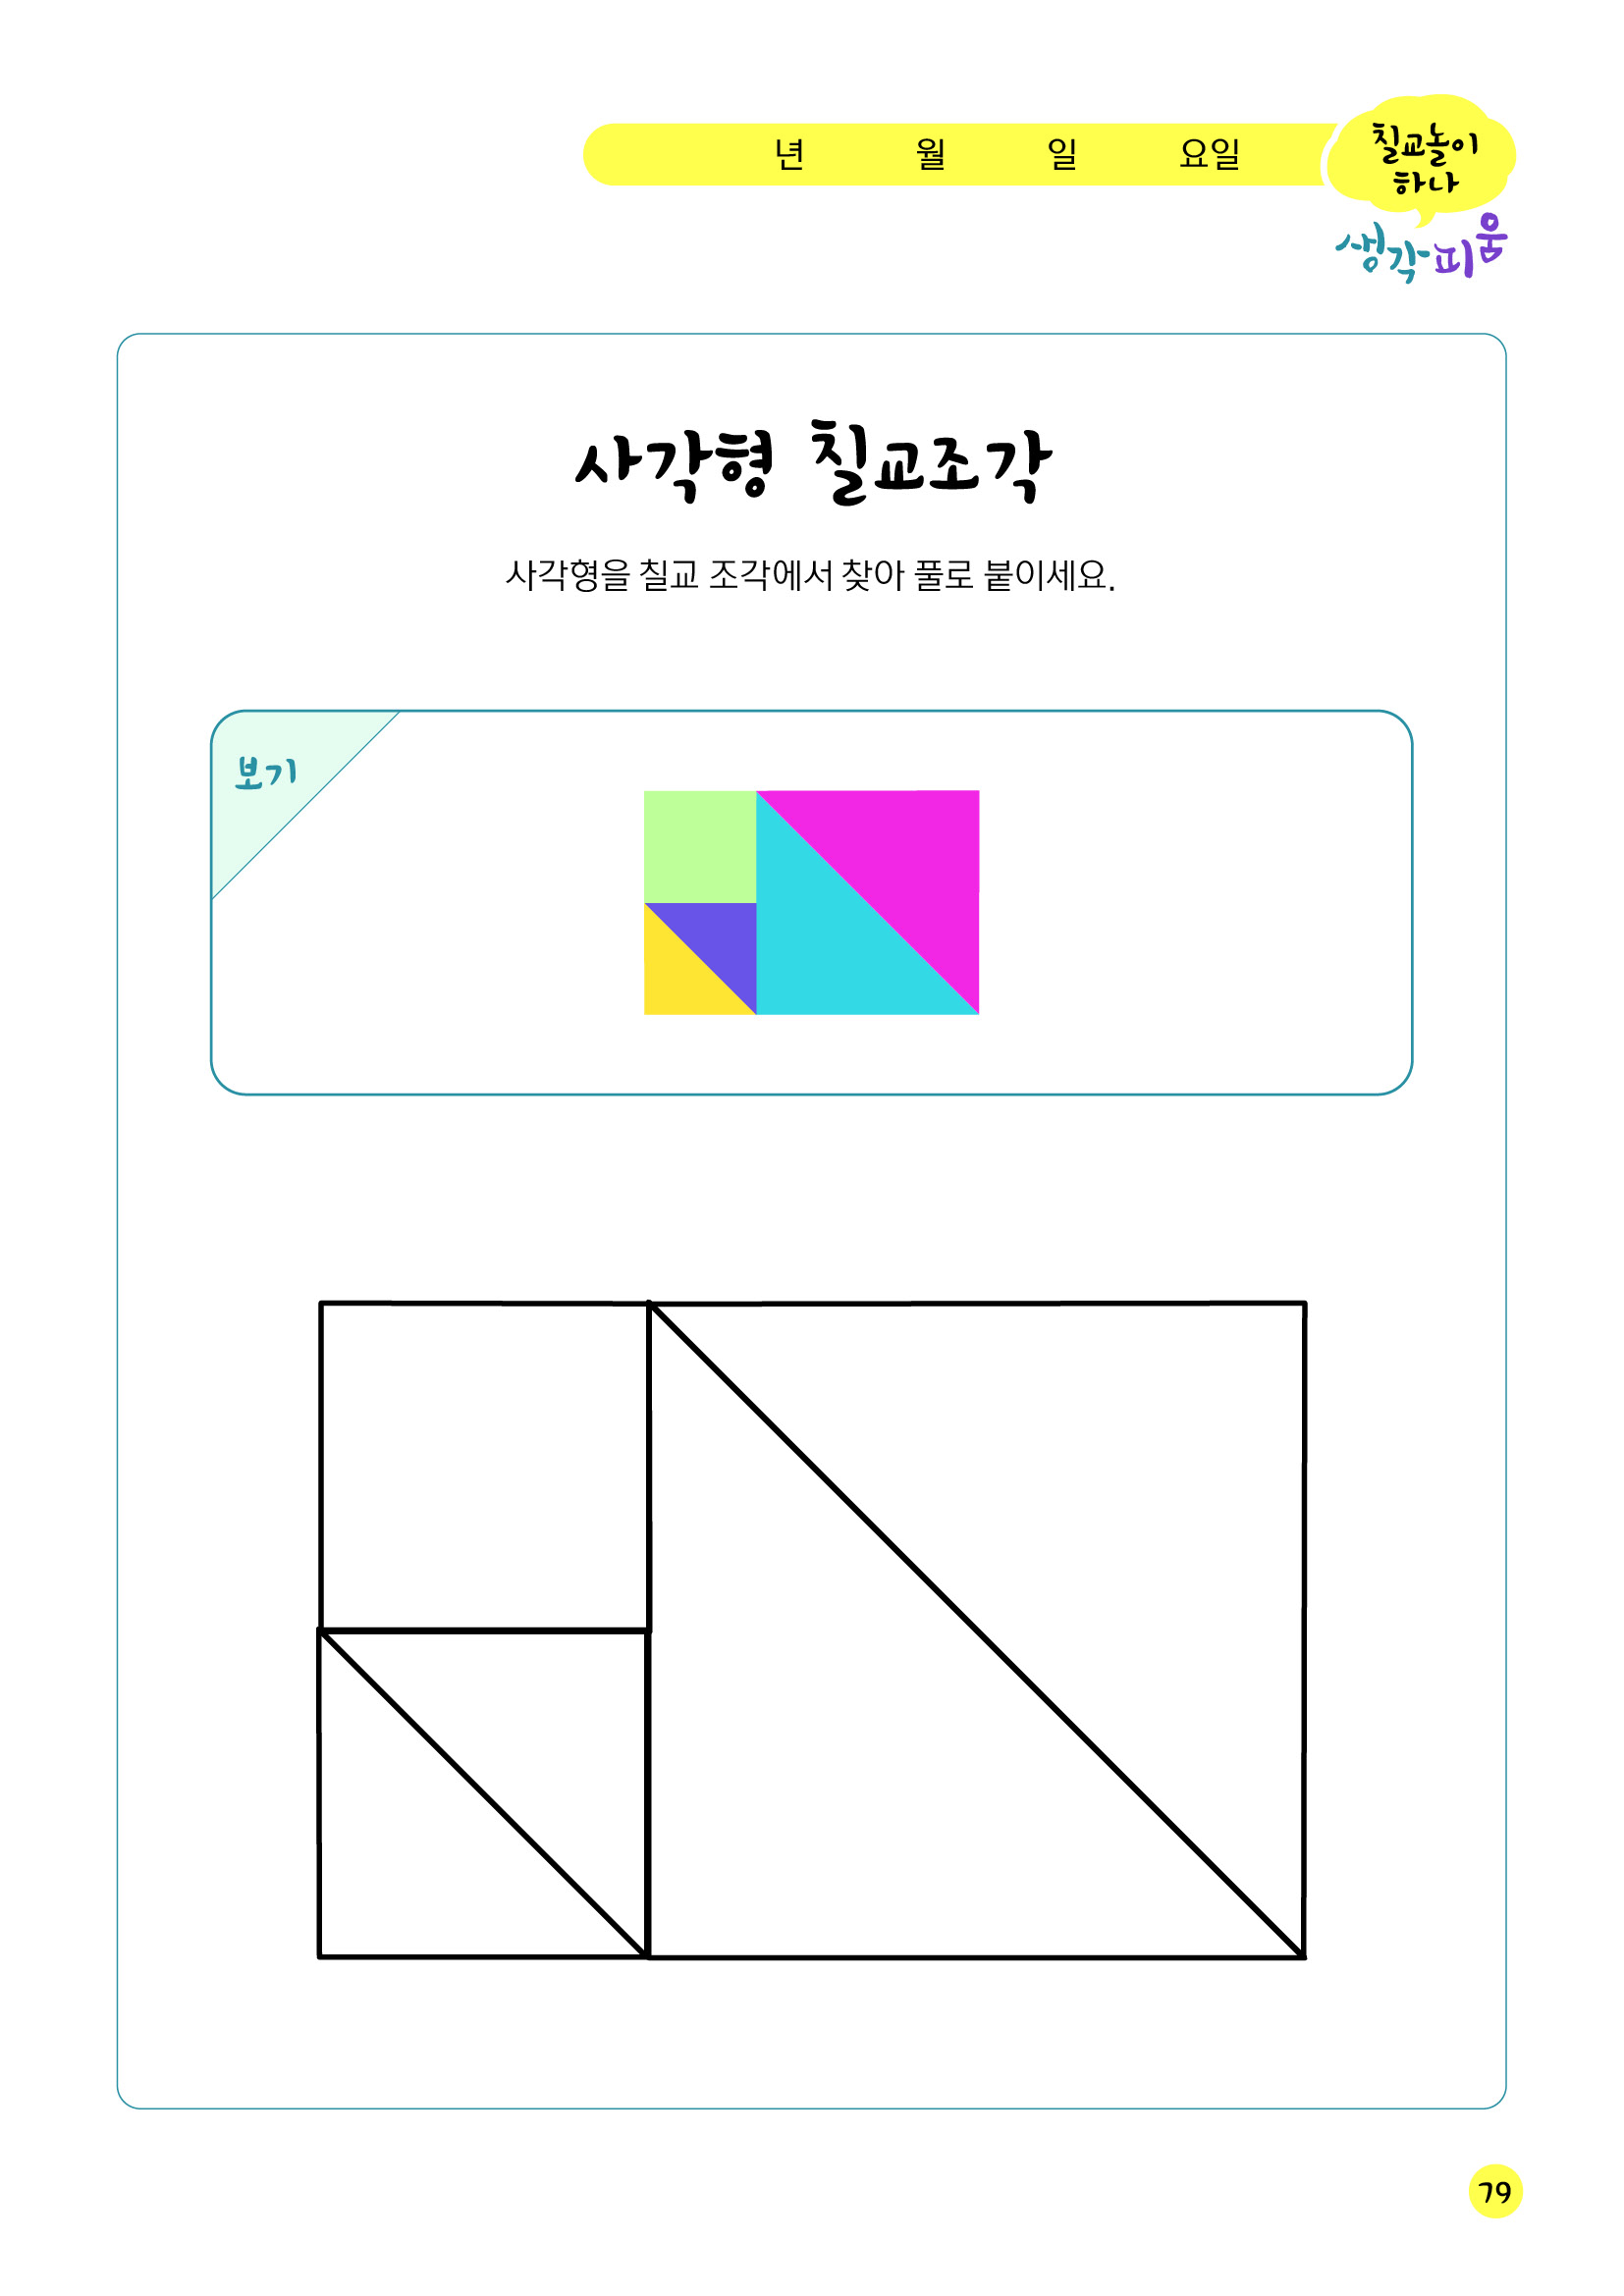 년 월 일 요일
칠교놀이
하나
생각피움
사각형 칠교조각
사각형을 칠교 조각에서 찾아 풀로 붙이세요.
보기
79